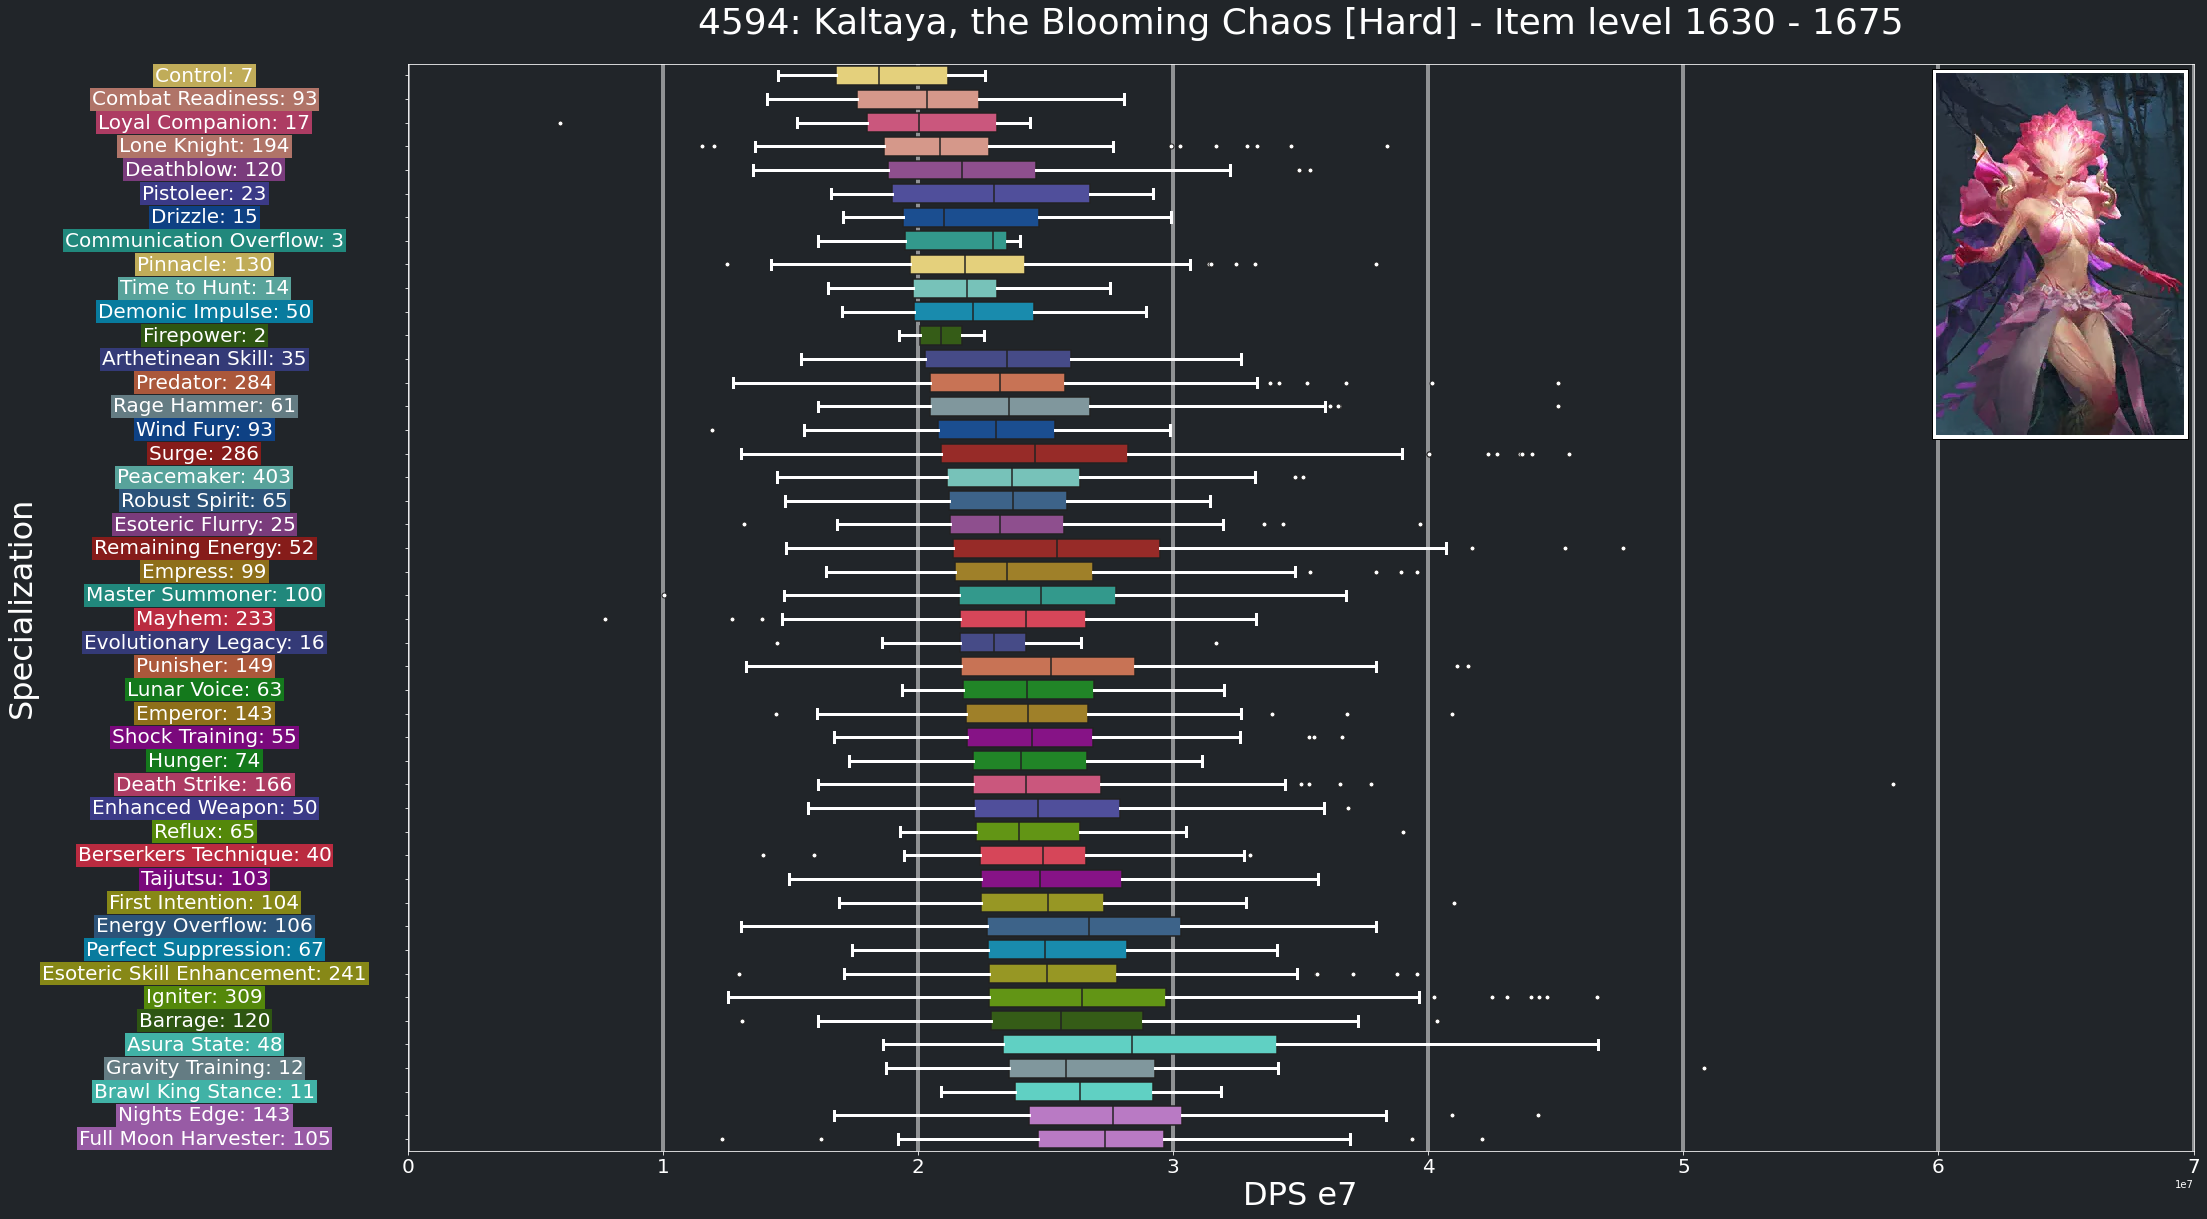 4594: Kaltaya, the Blooming Chaos [Hard] - Item level 1630 - 1675
Control: 7
Combat Readiness: 93
Loyal Companion: 17
Lone Knight: 194
Deathblow: 120
Pistoleer: 23
Drizzle: 15
Communication Overflow: 3
Pinnacle: 130
Time to Hunt: 14
Demonic Impulse: 50
Firepower: 2
Arthetinean Skill: 35
Predator: 284
Rage Hammer: 61
Wind Fury: 93
Surge: 286
Peacemaker: 403
Robust Spirit: 65
Esoteric Flurry: 25
Remaining Energy: 52
Empress: 99
Master Summoner: 100
Mayhem: 233
Evolutionary Legacy: 16
Punisher: 149
Lunar Voice: 63
Emperor: 143
Shock Training: 55
Hunger: 74
Death Strike: 166
Enhanced Weapon: 50
Reflux: 65
Berserkers Technique: 40
Taijutsu: 103
First Intention: 104
Energy Overflow: 106
Perfect Suppression: 67
Esoteric Skill Enhancement: 241
Igniter: 309
Barrage: 120
Asura State: 48
Gravity Training: 12
Brawl King Stance: 11
Nights Edge: 143
Full Moon Harvester: 105
Specialization
0 1 2 3 4 5 6 7
1e7
DPS e7